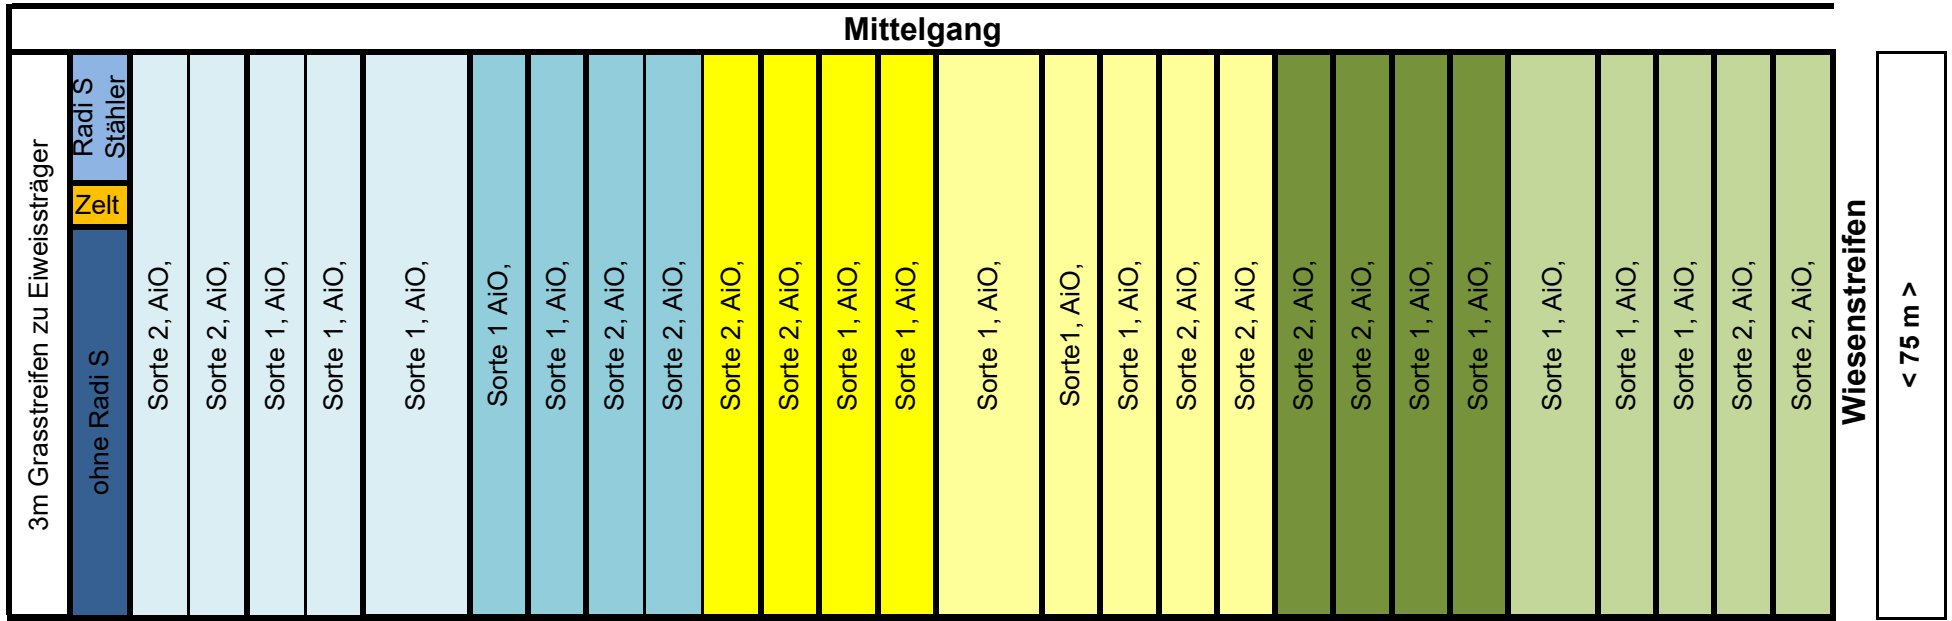 Mittelgang
3m Grasstreifen zu Eiweissträger
Radi S
Stähler
Zelt
ohne Radi S
Sorte 2, AiO,
Sorte 2, AiO,
Sorte 1, AiO,
Sorte 1, AiO,
Sorte 1, AiO,
Sorte 1 AiO,
Sorte 1, AiO,
Sorte 2, AiO,
Sorte 2, AiO,
Sorte 2, AiO,
Sorte 2, AiO,
Sorte 1, AiO,
Sorte 1, AiO,
Sorte 1, AiO,
Sorte1, AiO,
Sorte 1, AiO,
Sorte 2, AiO,
Sorte 2, AiO,
Sorte 2, AiO,
Sorte 2, AiO,
Sorte 1, AiO,
Sorte 1, AiO,
Sorte 1, AiO,
Sorte 1, AiO,
Sorte 1, AiO,
Sorte 2, AiO,
Sorte 2, AiO,
Wiesenstreifen
< 75 m >